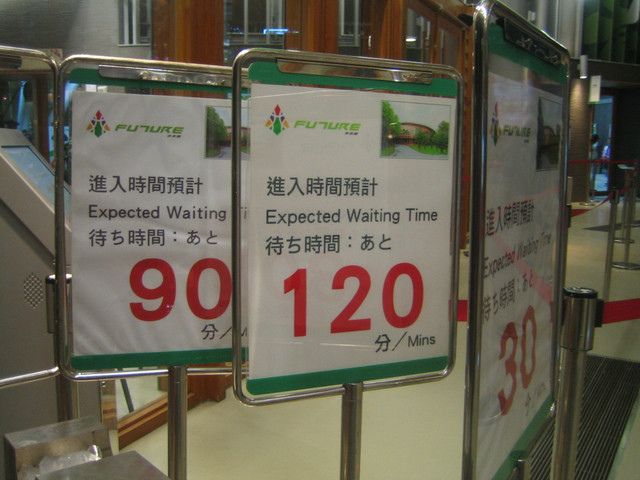 FUTURE
進入時間預計
Expected Waiting
待ち時間：あと
90
分／
FUTURE
進入時間預計
Expected Waiting Time
待ち時間：あと
120
分／Mins
FUTURE
進入時間預計
Expected Waiting Time
待ち時間：あと
30
分／Mins